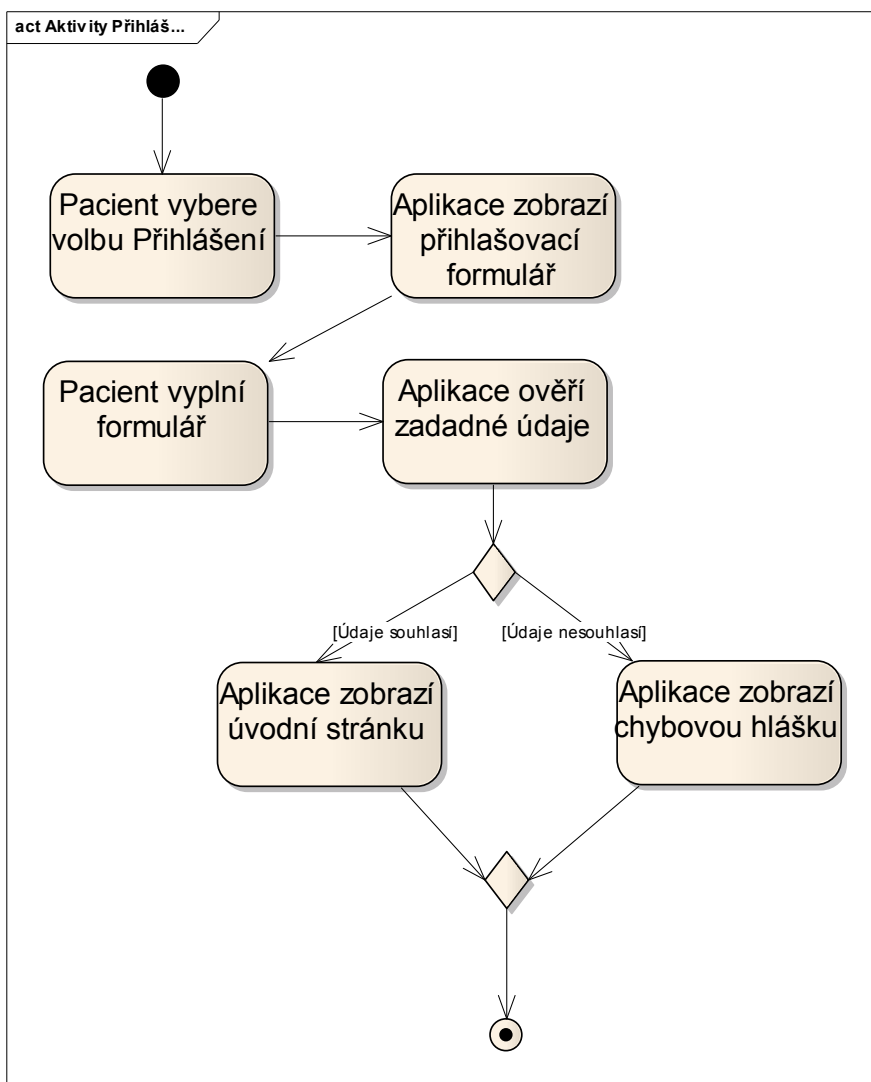 act Aktivity Přihláš...
Pacient vybere
volbu Přihlášení
Aplikace zobrazí
přihlašovací
formulář
Pacient vyplní
formulář
Aplikace ověří
zadadné údaje
[Údaje souhlasí]
[Údaje nesouhlasí]
Aplikace zobrazí
úvodní stránku
Aplikace zobrazí
chybovou hlášku